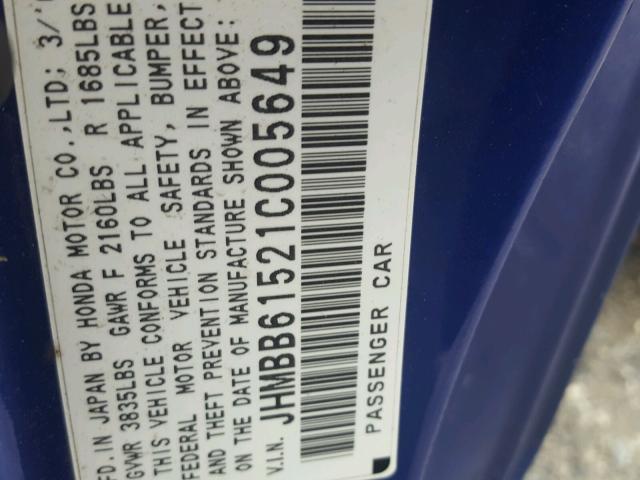 FD. IN JAPAN BY HONDA MOTOR CO.,LTD: 3/
GVWR 3835LBS GAWR F 2160LBS R 1685LBS
THIS VEHICLE CONFORMS TO ALL APPLICABLE
FEDERAL MOTOR VEHICLE SAFETY, BUMPER,
AND THEFT PREVENTION STANDARDS IN EFFECT
ON THE DATE OF MANUFACTURE SHOWN ABOVE:
V.I.N. JHMBB61521C005649
PASSENGER CAR